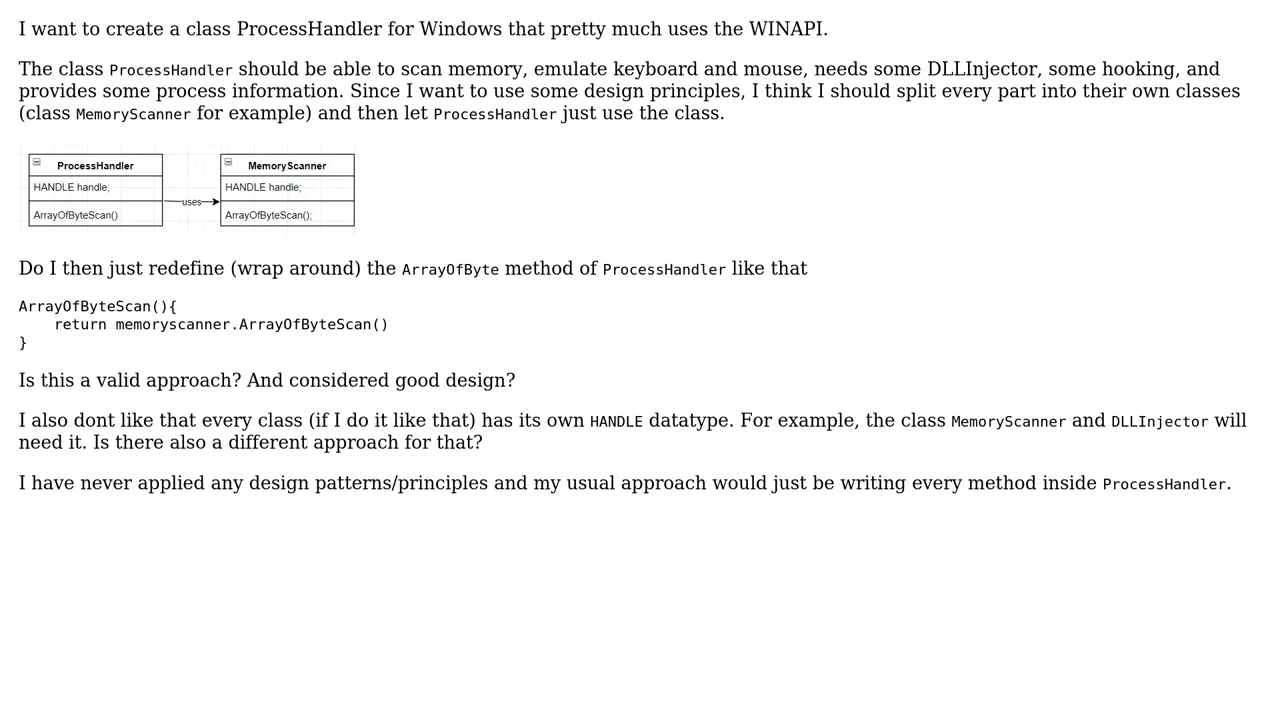 I want to create a class ProcessHandler for Windows that pretty much uses the WINAPI.
The class ProcessHandler should be able to scan memory, emulate keyboard and mouse, needs some DLLInjector, some hooking, and
provides some process information. Since I want to use some design principles, I think I should split every part into their own classes
(class MemoryScanner for example) and then let ProcessHandler just use the class.
ProcessHandler
HANDLE handle;
ArrayOfByteScan()
uses
MemoryScanner
HANDLE handle;
ArrayOfByteScan();
Do I then just redefine (wrap around) the ArrayOfByte method of ProcessHandler like that
ArrayOfByteScan(){
    return memoryscanner.ArrayOfByteScan()
}
Is this a valid approach? And considered good design?
I also dont like that every class (if I do it like that) has its own HANDLE datatype. For example, the class MemoryScanner and DLLInjector will
need it. Is there also a different approach for that?
I have never applied any design patterns/principles and my usual approach would just be writing every method inside ProcessHandler.